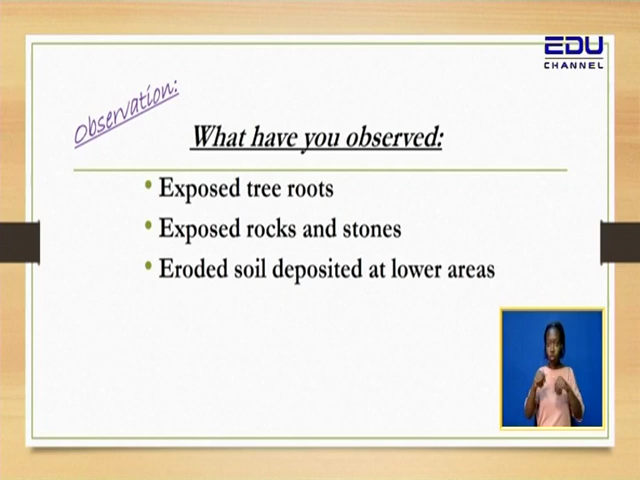 EDU
CHANNEL
Observation:
What have you observed:
• Exposed tree roots
• Exposed rocks and stones
• Eroded soil deposited at lower areas